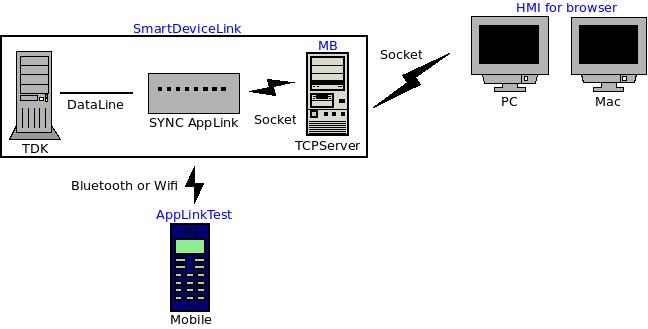 HMI for browser
SmartDeviceLink
MB
Socket
DataLine
SYNC AppLink
Socket
PC
Mac
TDK
TCPServer
Bluetooth or Wifi
AppLinkTest
Mobile